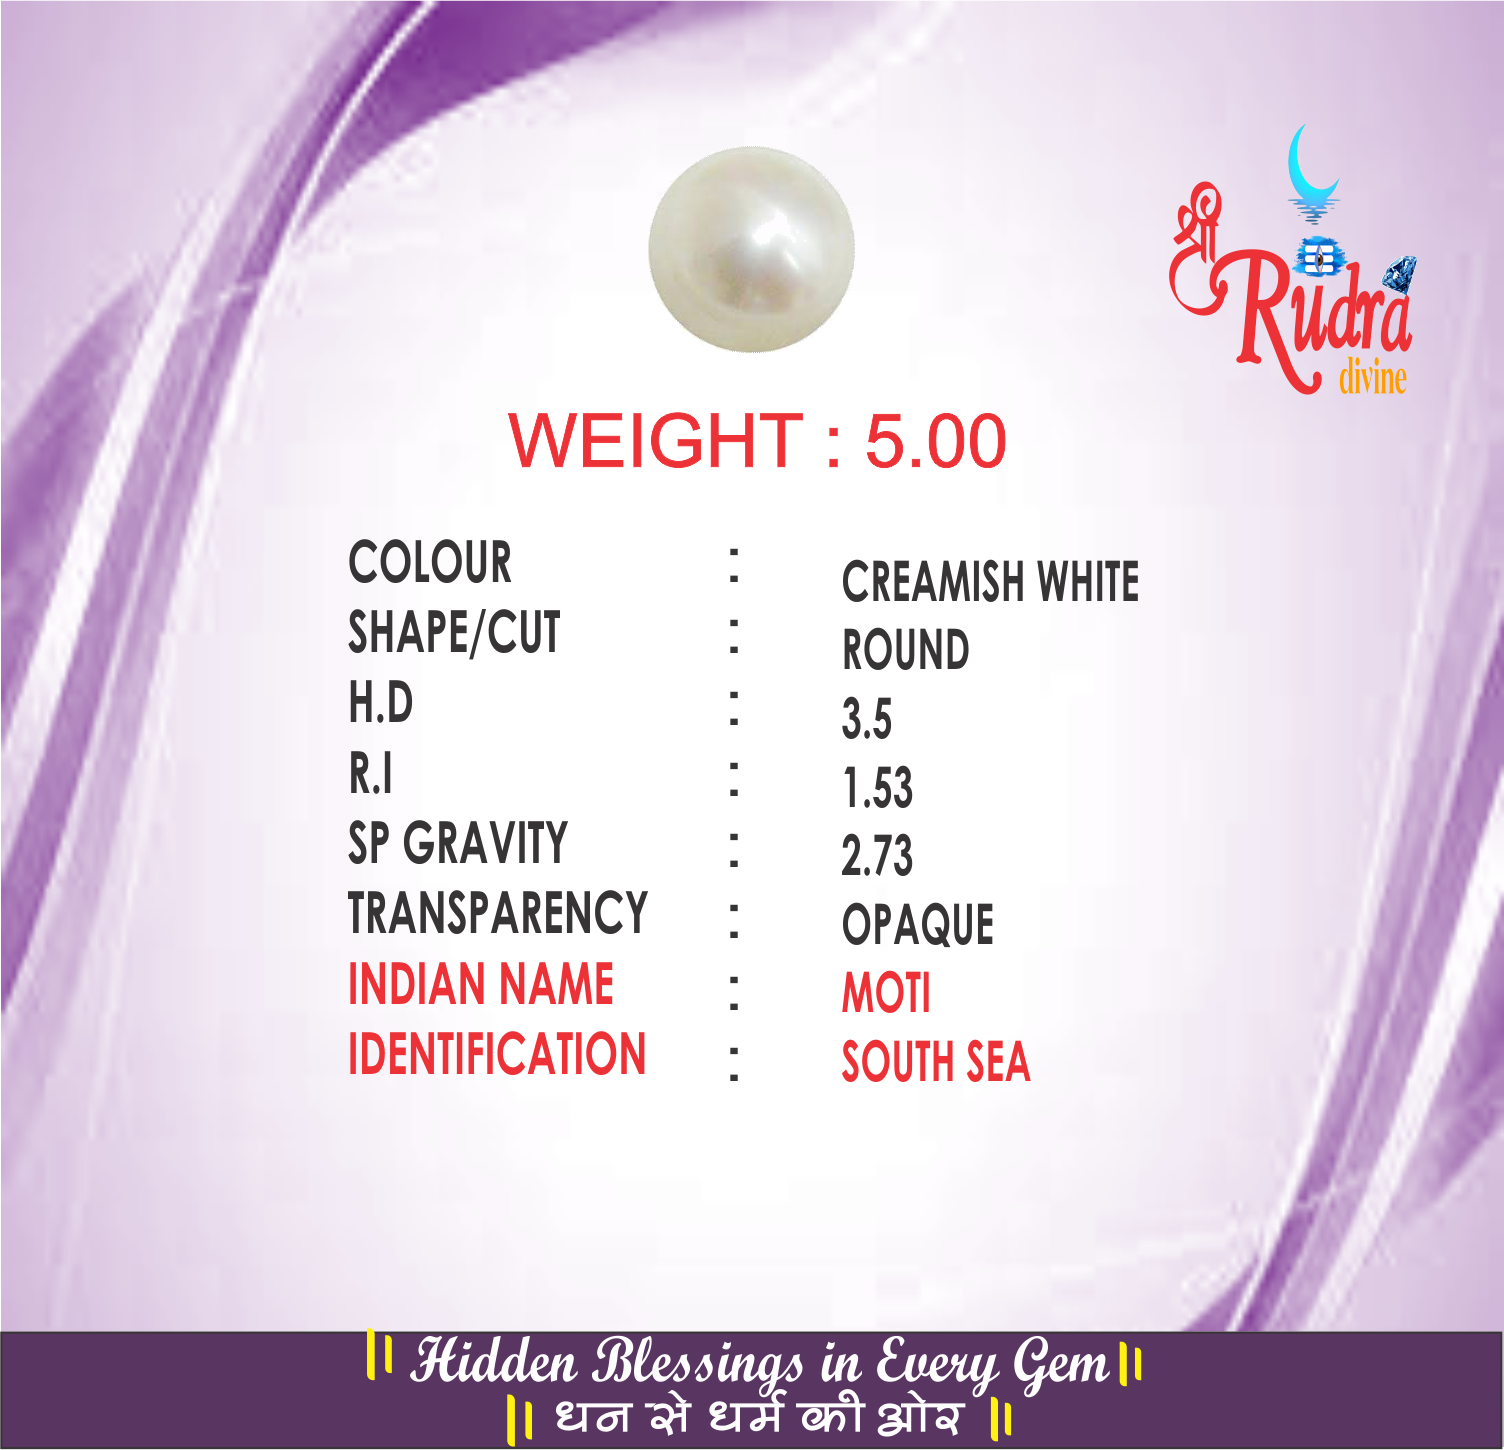 श्री
Rudra
divine
WEIGHT : 5.00
COLOUR : CREAMISH WHITE
SHAPE/CUT : ROUND
H.D : 3.5
R.I : 1.53
SP GRAVITY : 2.73
TRANSPARENCY : OPAQUE
INDIAN NAME : MOTI
IDENTIFICATION : SOUTH SEA
|| Hidden Blessings in Every Gem ||
|| धन से धर्म की ओर ||